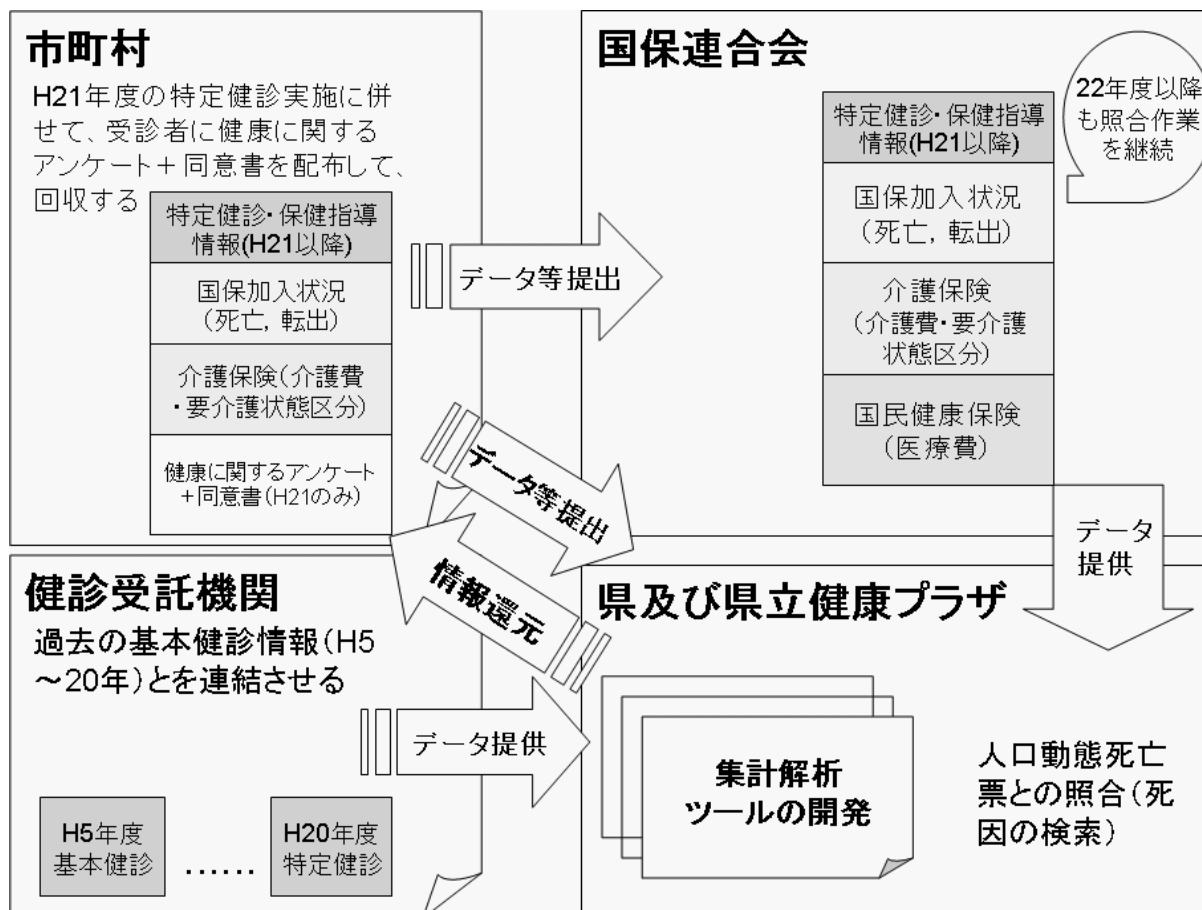 市町村
H21年度の特定健診実施に併
せて、受診者に健康に関する
アンケート＋同意書を配布して、
回収する
特定健診・保健指導
情報(H21以降)
国保加入状況
(死亡, 転出)
介護保険(介護費
・要介護状態区分)
健康に関するアンケート
＋同意書(H21のみ)
データ等提出
国保連合会
特定健診・保健指導
情報(H21以降)
国保加入状況
(死亡, 転出)
介護保険
(介護費・要介護
状態区分)
国民健康保険
(医療費)
22年度以降
も照合作業
を継続
データ等提出
情報還元
データ
提供
健診受託機関
過去の基本健診情報(H5
～20年)とを連結させる
データ提供
H5年度
基本健診
……
H20年度
特定健診
県及び県立健康プラザ
集計解析
ツールの開発
人口動態死亡
票との照合(死
因の検索)